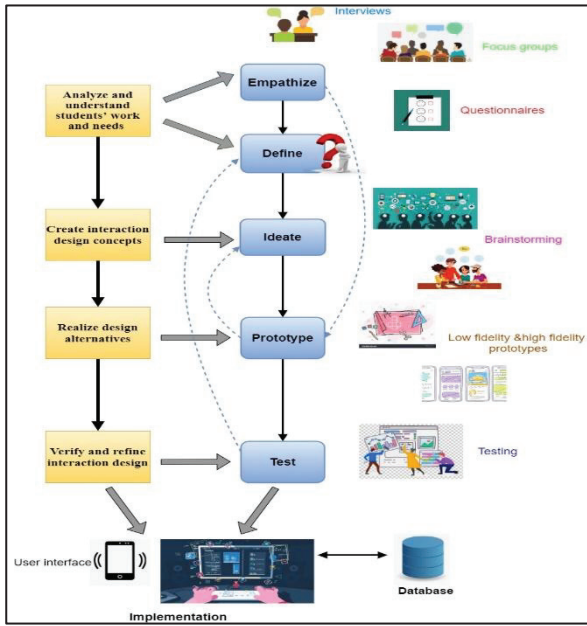 Interviews
Focus groups
Empathize
Analyze and
understand
students' work
and needs
Questionnaires
Define
Create interaction
design concepts
Ideate
Brainstorming
Realize design
alternatives
Prototype
Low fidelity &high fidelity
prototypes
Verify and refine
interaction design
Test
Testing
User interface
Database
Implementation